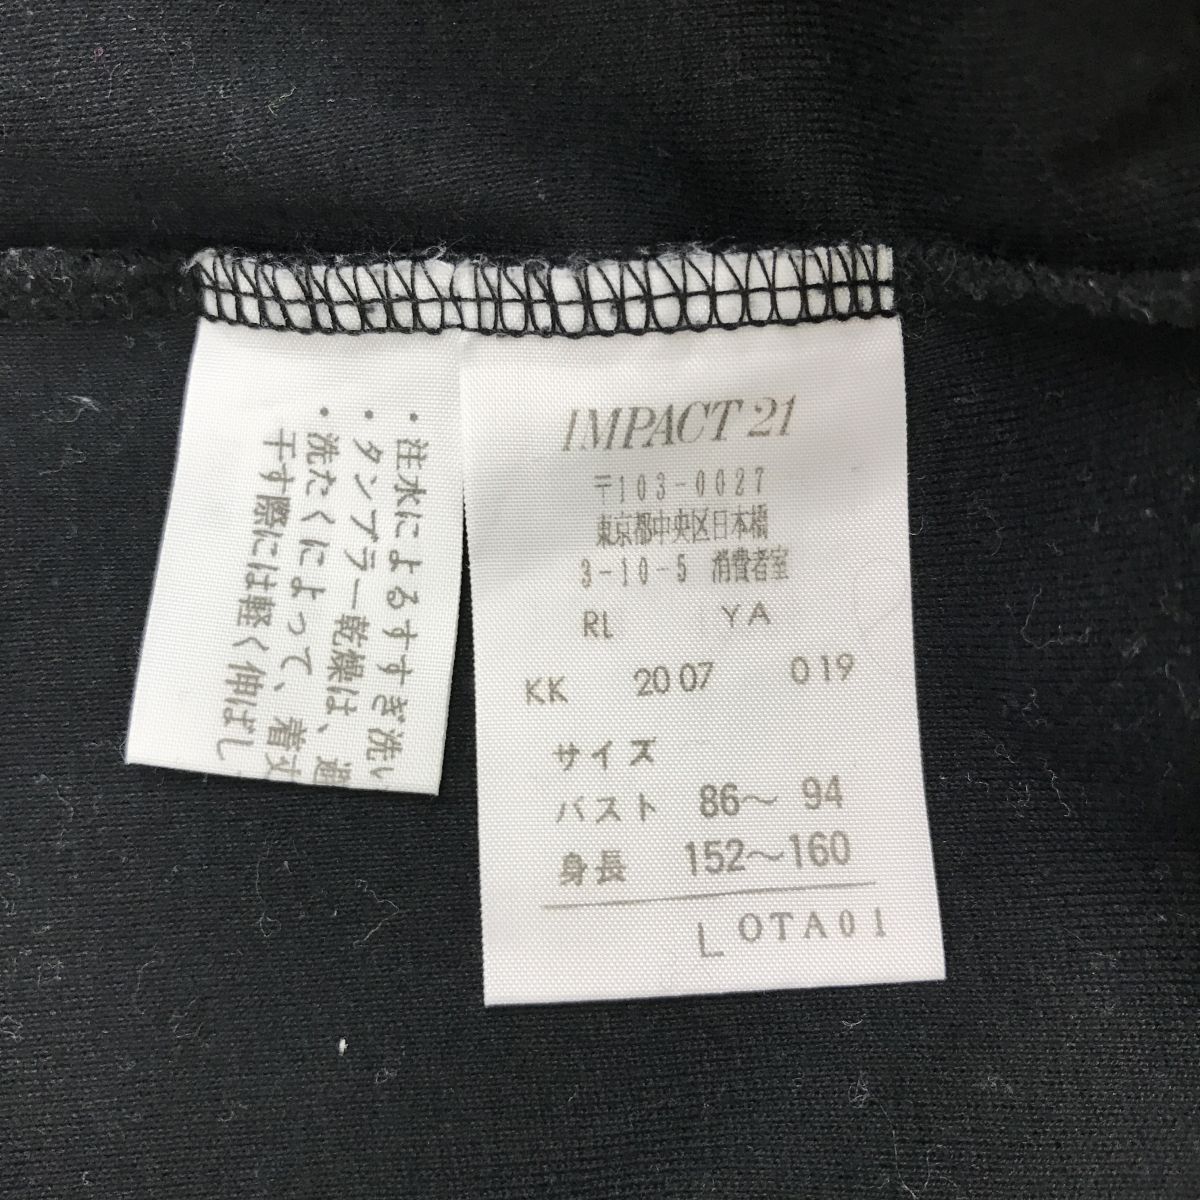 ・注水によるすすぎ洗い
・タンブラー乾燥は、過
・洗たくによって、着丈
干す際には軽く伸ばし
IMPACT 21
〒103-0027
東京都中央区日本橋
3-10-5 消費者室
RL YA
KK 2007 019
サイズ
バスト 86〜 94
身長 152〜160
L OTA01